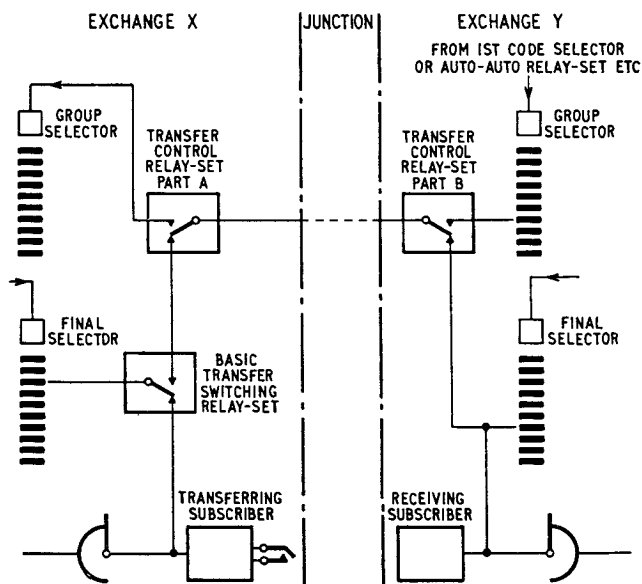 EXCHANGE X
JUNCTION
EXCHANGE Y
FROM IST CODE SELECTOR
OR AUTO-AUTO RELAY-SET ETC
GROUP
SELECTOR
TRANSFER
CONTROL
RELAY-SET
PART A
TRANSFER
CONTROL
RELAY-SET
PART B
GROUP
SELECTOR
FINAL
SELECTOR
BASIC
TRANSFER
SWITCHING
RELAY-SET
FINAL
SELECTOR
TRANSFERRING
SUBSCRIBER
RECEIVING
SUBSCRIBER